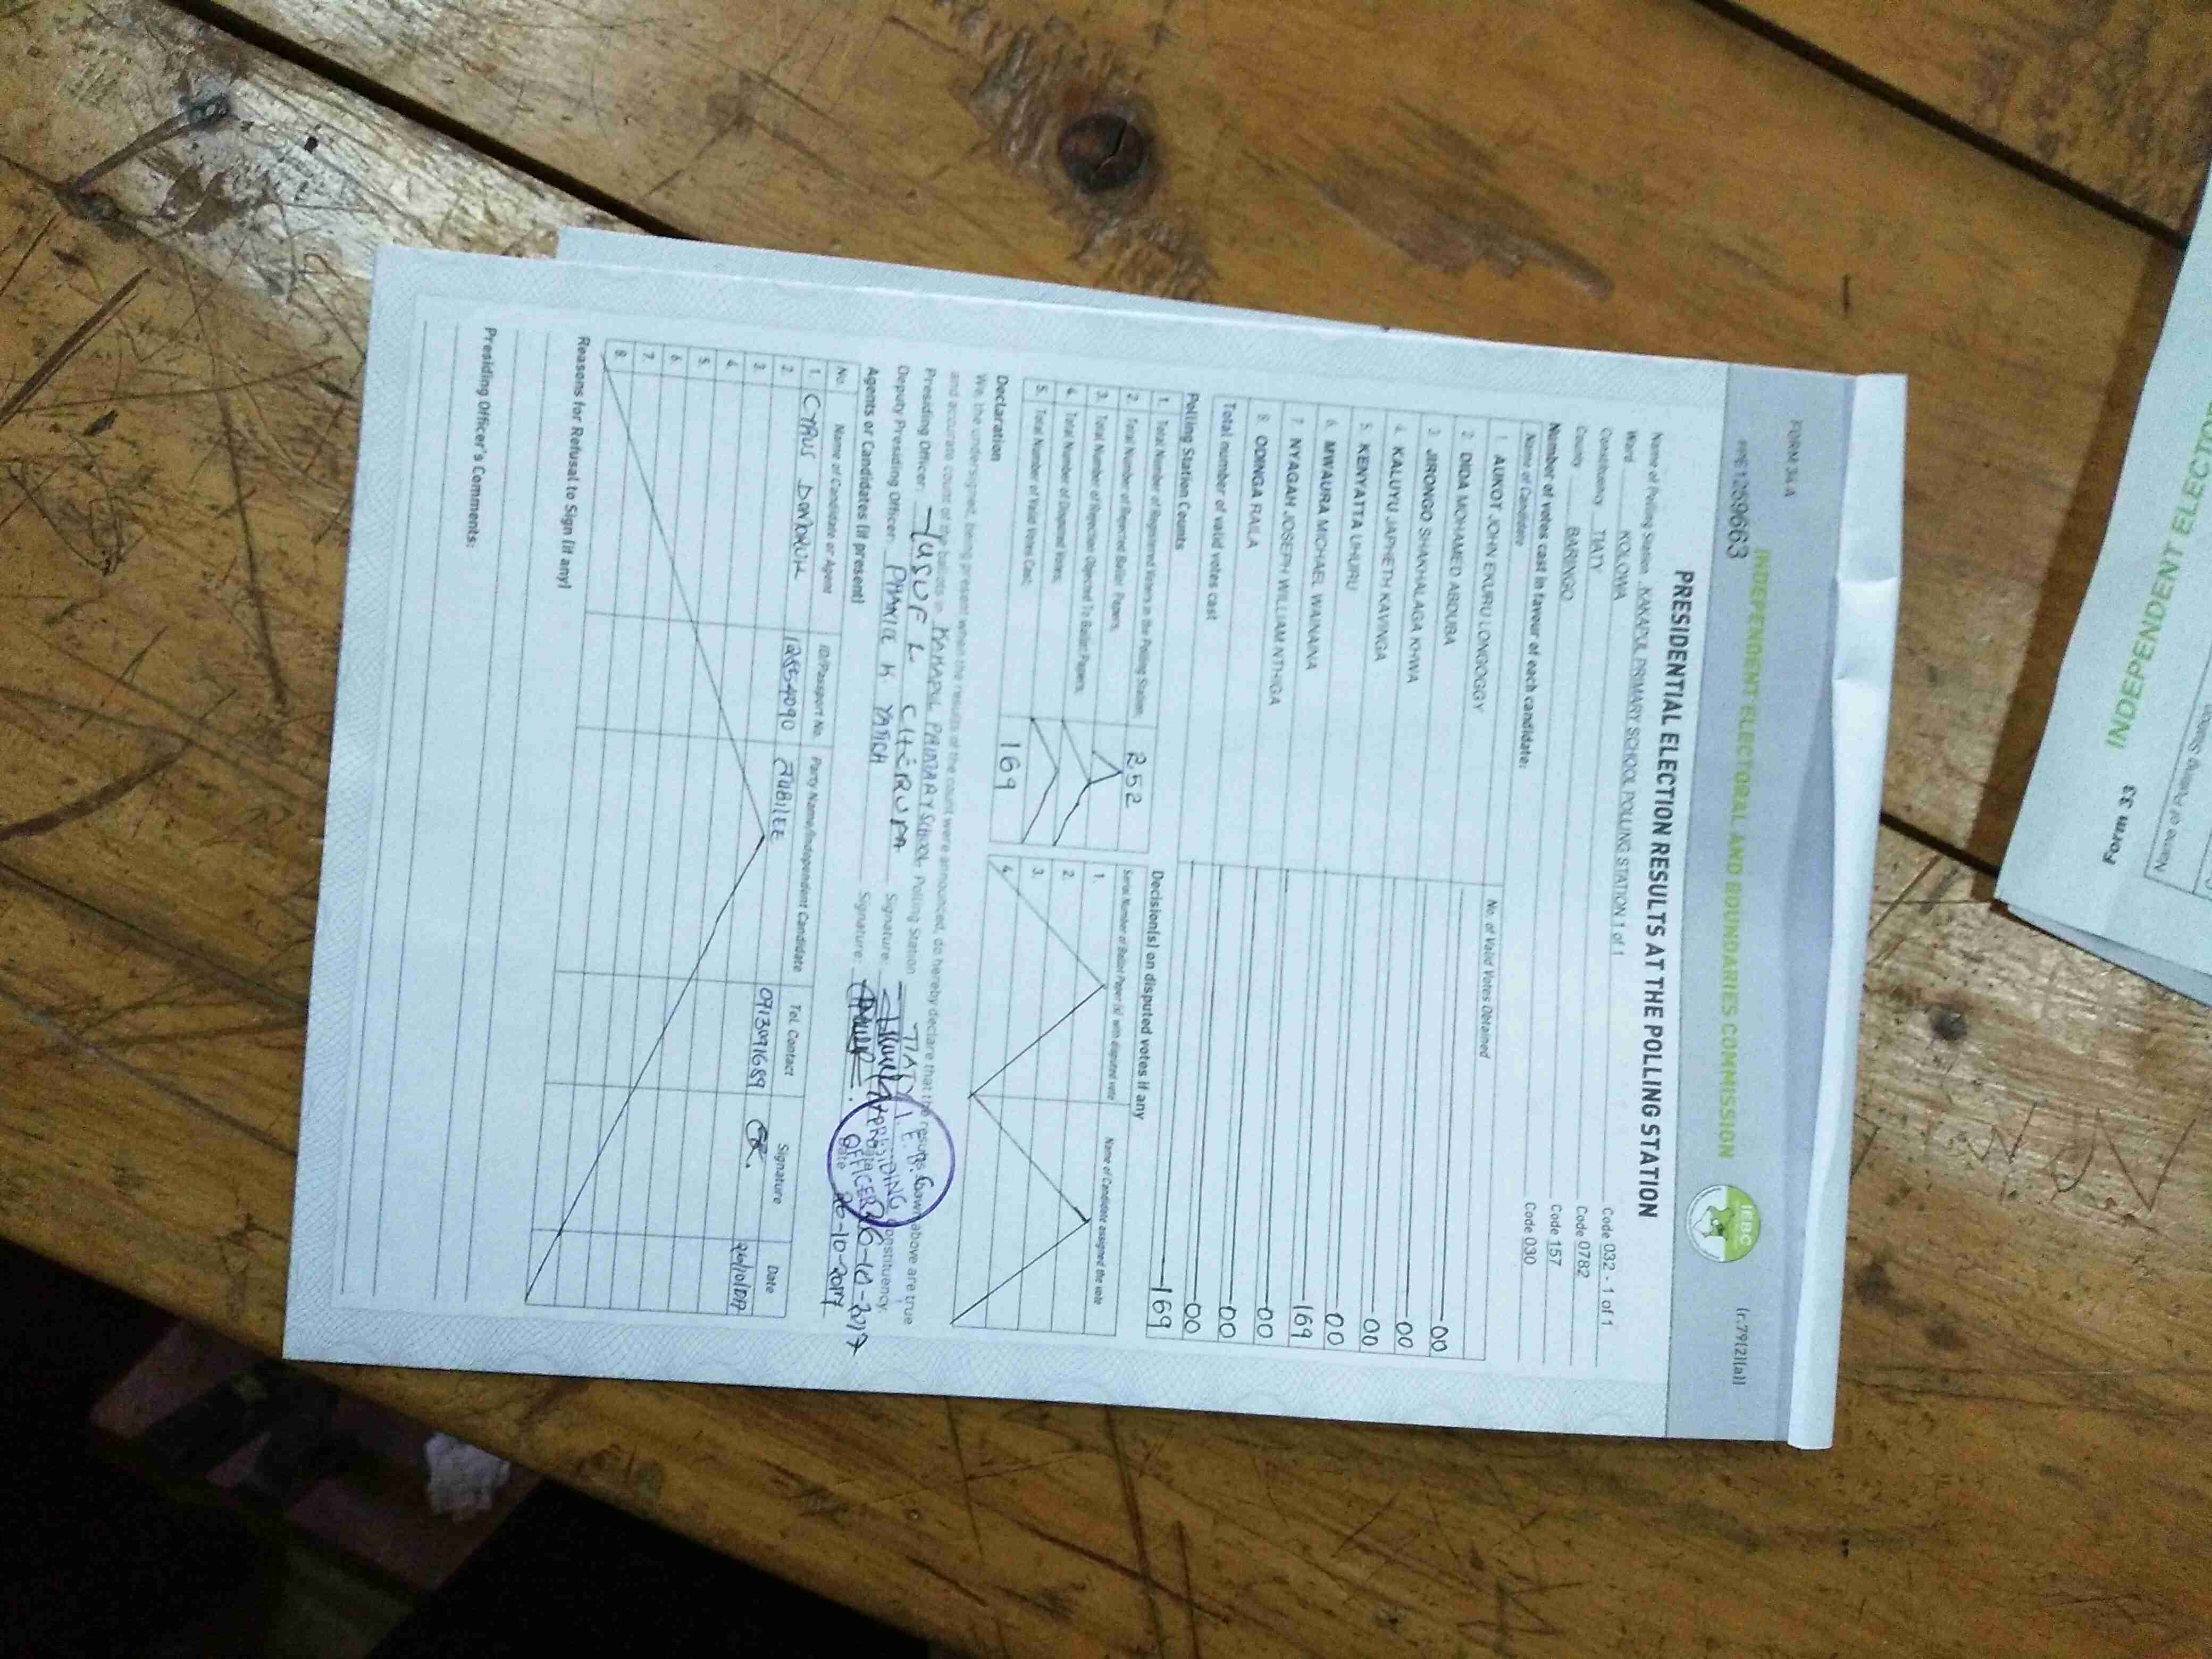 FORM 34 A
(r.79(2)(a))
INDEPENDENT ELECTORAL AND BOUNDARIES COMMISSION
IEBC
1259663
PRESIDENTIAL ELECTION RESULTS AT THE POLLING STATION
Name of Polling Station KAKAPUL PRIMARY SCHOOL POLLING STATION 1 of 1 Code 032 - 1 of 1
Ward KOLOWA Code 0782
Constituency TIATY Code 157
County BARINGO Code 030
Number of votes cast in favour of each candidate:
Name of Candidate No. of Valid Votes Obtained
1. AUKOT JOHN EKURU LONGOGGY 00
2. DIDA MOHAMED ABDUBA 00
3. JIRONGO SHAKHALAGA KHWA 00
4. KALUYU JAPHETH KAVINGA 00
5. KENYATTA UHURU 169
6. MWAURA MICHAEL WAINAINA 00
7. NYAGAH JOSEPH WILLIAM NTHIGA 00
8. ODINGA RAILA 00
Total number of valid votes cast 169
Polling Station Counts
1. Total Number of Registered Voters in the Polling Station; 252
2. Total Number of Rejected Ballot Papers;
3. Total Number of Rejection Objected To Ballot Papers;
4. Total Number of Disputed Votes;
5. Total Number of Valid Votes Cast; 169
Decision(s) on disputed votes if any
Serial Number of Ballot Paper (s) with disputed vote Name of Candidate assigned the vote
1.
2.
3.
4.
Declaration
We, the undersigned, being present when the results of the count were announced, do hereby declare that the results shown above are true
and accurate count of the ballots in KAKAPUL PRIMARY SCHOOL Polling Station TIATY Constituency.
Presiding Officer: YUSUF L. CHERUPA Signature: Date 26-10-2017
Deputy Presiding Officer: PHANICE K YATICH Signature: Date 26-10-2017
I.E.B.C
PRESIDING
OFFICER
Agents or Candidates (if present)
No. Name of Candidate or Agent ID/Passport No. Party Name/Independent Candidate Tel. Contact Signature Date
1. CYRUS 12554090 JUBILEE 0713091689 26/10/017
2.
3.
4.
5.
6.
7.
8.
Reasons for Refusal to Sign (if any)
Presiding Officer's Comments:
Form 33
INDEPENDENT ELECTOR
Name of Polling Station